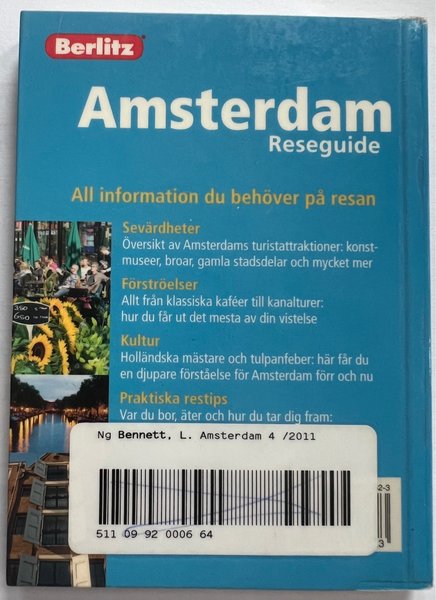 Berlitz®
Amsterdam
Reseguide
All information du behöver på resan
Sevärdheter
Översikt av Amsterdams turistattraktioner: konst-
museer, broar, gamla stadsdelar och mycket mer
Förströelser
Allt från klassiska kaféer till kanalturer:
hur du får ut det mesta av din vistelse
Kultur
Holländska mästare och tulpanfeber: här får du
en djupare förståelse för Amsterdam förr och nu
Praktiska restips
Var du bor, äter och hur du tar dig fram:
Ng Bennett, L. Amsterdam 4 /2011
2-3
511 09 92 0006 64
3